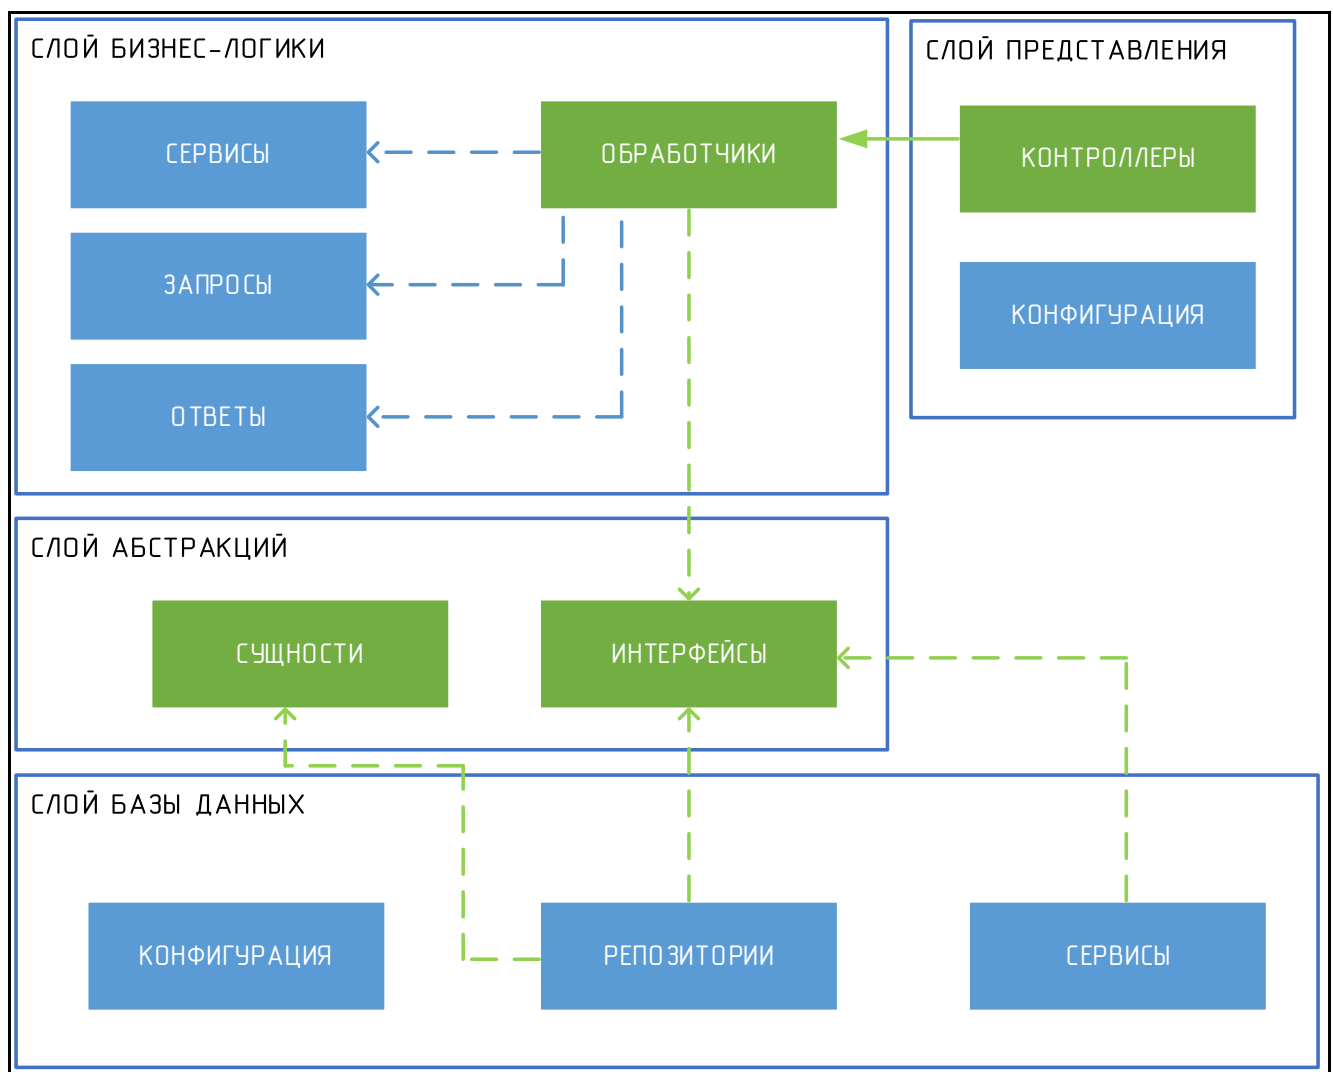 СЛОЙ БИЗНЕС-ЛОГИКИ
СЕРВИСЫ
ОБРАБОТЧИКИ
ЗАПРОСЫ
ОТВЕТЫ
СЛОЙ ПРЕДСТАВЛЕНИЯ
КОНТРОЛЛЕРЫ
КОНФИГУРАЦИЯ
СЛОЙ АБСТРАКЦИЙ
СУЩНОСТИ
ИНТЕРФЕЙСЫ
СЛОЙ БАЗЫ ДАННЫХ
КОНФИГУРАЦИЯ
РЕПОЗИТОРИИ
СЕРВИСЫ